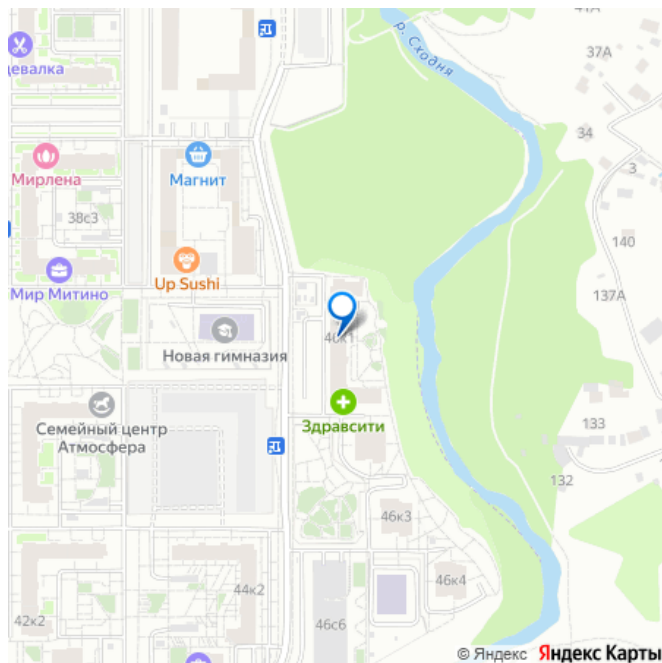 41А
р. Сходня
37А
девалка
34
3
Мирлена
Магнит
38с3
140
Мир Митино
Up Sushi
137А
Новая гимназия
133
Здравсити
Семейный центр
Атмосфера
132
46к3
46к4
44к2
42к2
46с6
© Яндекс Яндекс Карты